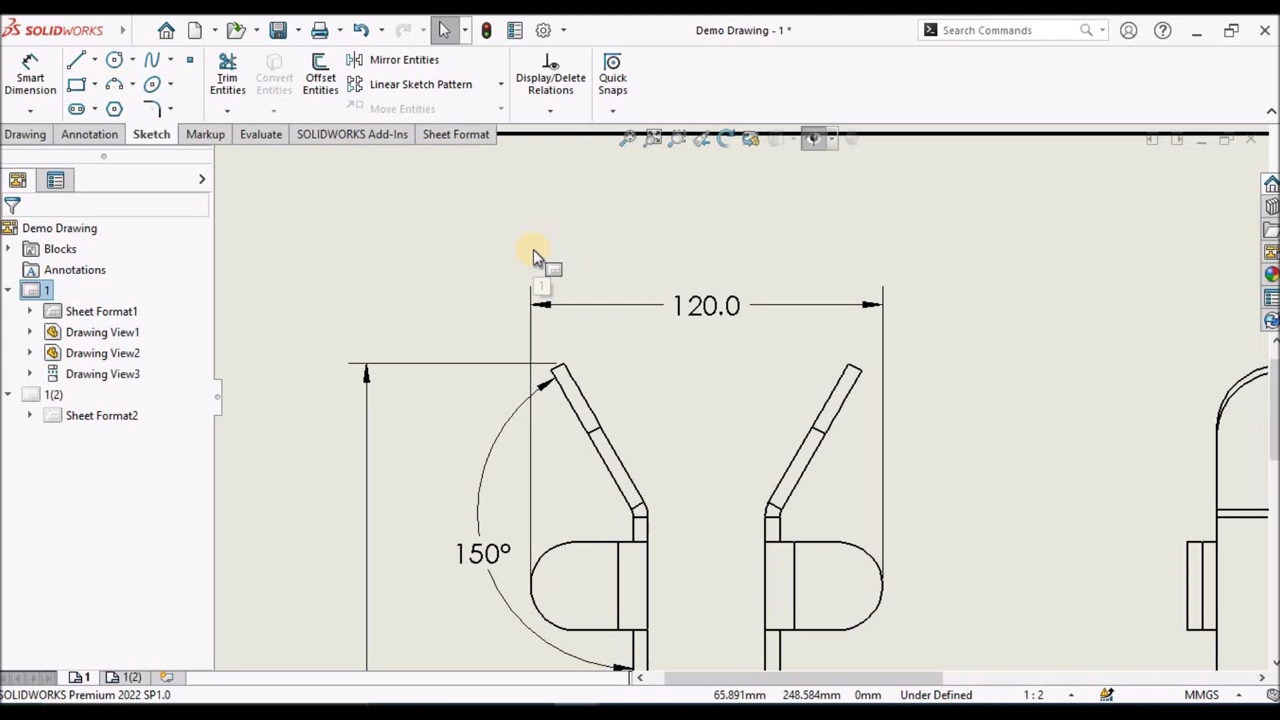 SOLIDWORKS
Demo Drawing - 1 *
Search Commands
Smart Dimension
Trim Entities
Convert Entities
Offset Entities
Mirror Entities
Linear Sketch Pattern
Move Entities
Display/Delete Relations
Quick Snaps
Drawing
Annotation
Sketch
Markup
Evaluate
SOLIDWORKS Add-Ins
Sheet Format
Demo Drawing
Blocks
Annotations
1
Sheet Format1
Drawing View1
Drawing View2
Drawing View3
1(2)
Sheet Format2
1
120.0
150°
1
1(2)
SOLIDWORKS Premium 2022 SP1.0
65.891mm
248.584mm
0mm
Under Defined
1 : 2
MMGS